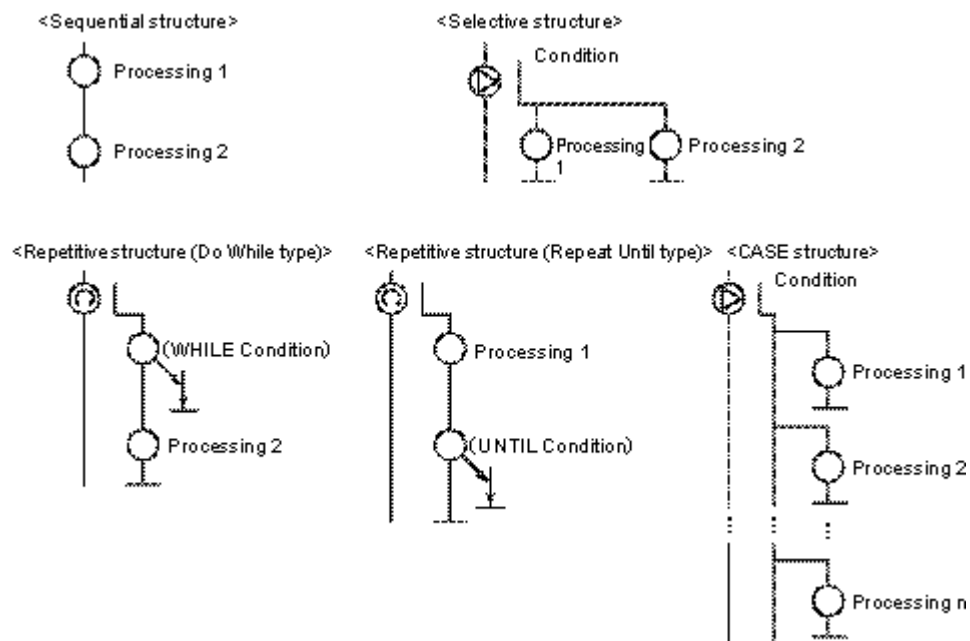 <Sequential structure>
Processing 1
Processing 2
<Selective structure>
Condition
Processing
1
Processing 2
<Repetitive structure (Do While type)>
(WHILE Condition)
Processing 2
<Repetitive structure (Repeat Until type)>
Processing 1
(UNTIL Condition)
<CASE structure>
Condition
Processing 1
Processing 2
Processing n